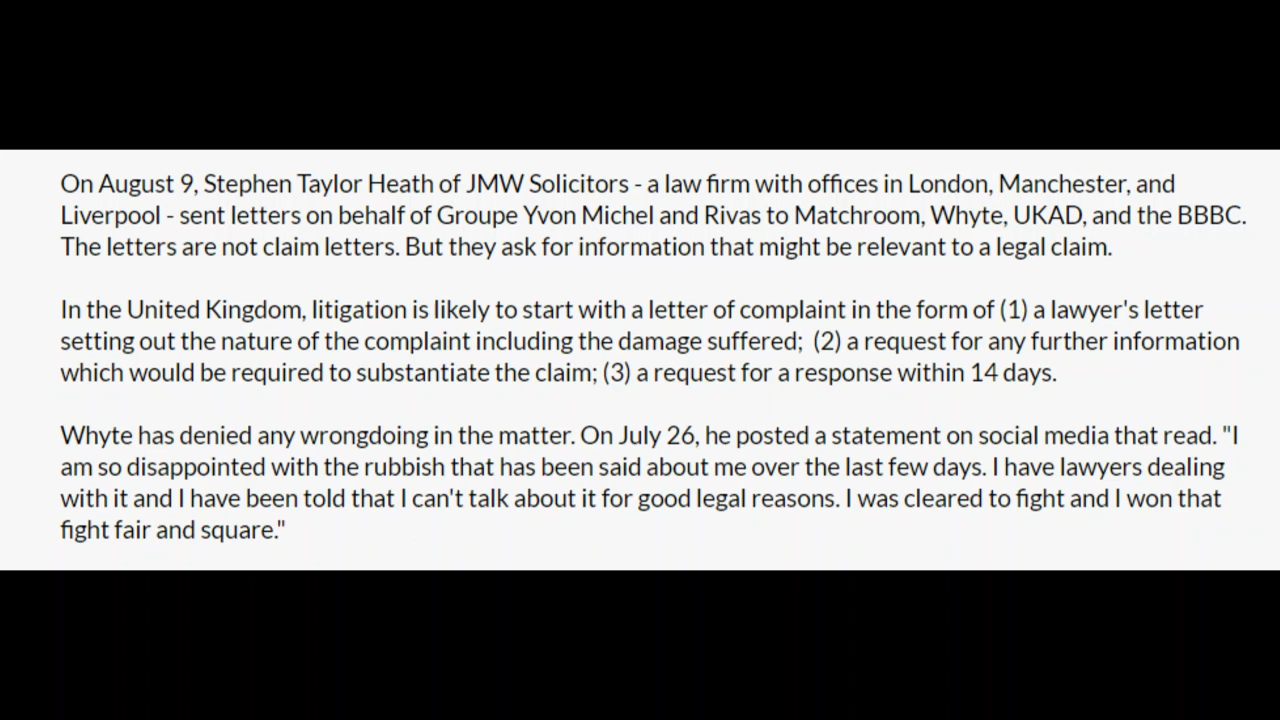 On August 9, Stephen Taylor Heath of JMW Solicitors - a law firm with offices in London, Manchester, and
Liverpool - sent letters on behalf of Groupe Yvon Michel and Rivas to Matchroom, Whyte, UKAD, and the BBBC.
The letters are not claim letters. But they ask for information that might be relevant to a legal claim.
In the United Kingdom, litigation is likely to start with a letter of complaint in the form of (1) a lawyer's letter
setting out the nature of the complaint including the damage suffered;  (2) a request for any further information
which would be required to substantiate the claim; (3) a request for a response within 14 days.
Whyte has denied any wrongdoing in the matter. On July 26, he posted a statement on social media that read. "I
am so disappointed with the rubbish that has been said about me over the last few days. I have lawyers dealing
with it and I have been told that I can't talk about it for good legal reasons. I was cleared to fight and I won that
fight fair and square."